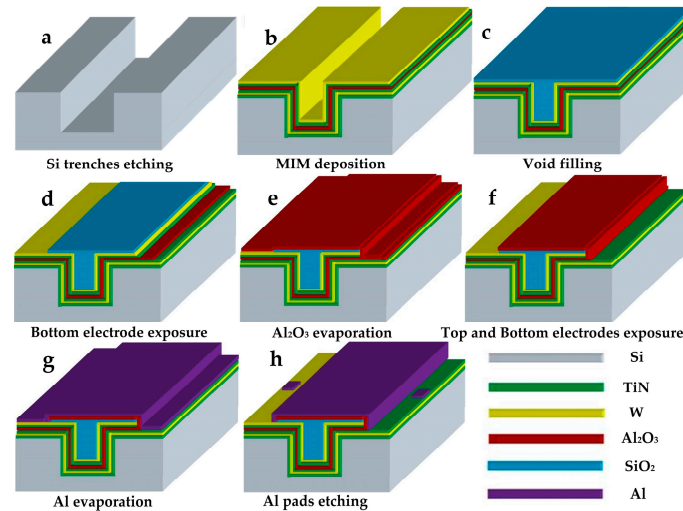 a
b
c
Si trenches etching
MIM deposition
Void filling
d
e
f
Bottom electrode exposure
Al₂O₃ evaporation
Top and Bottom electrodes exposure
g
h
Si
TiN
W
Al₂O₃
SiO₂
Al
Al evaporation
Al pads etching